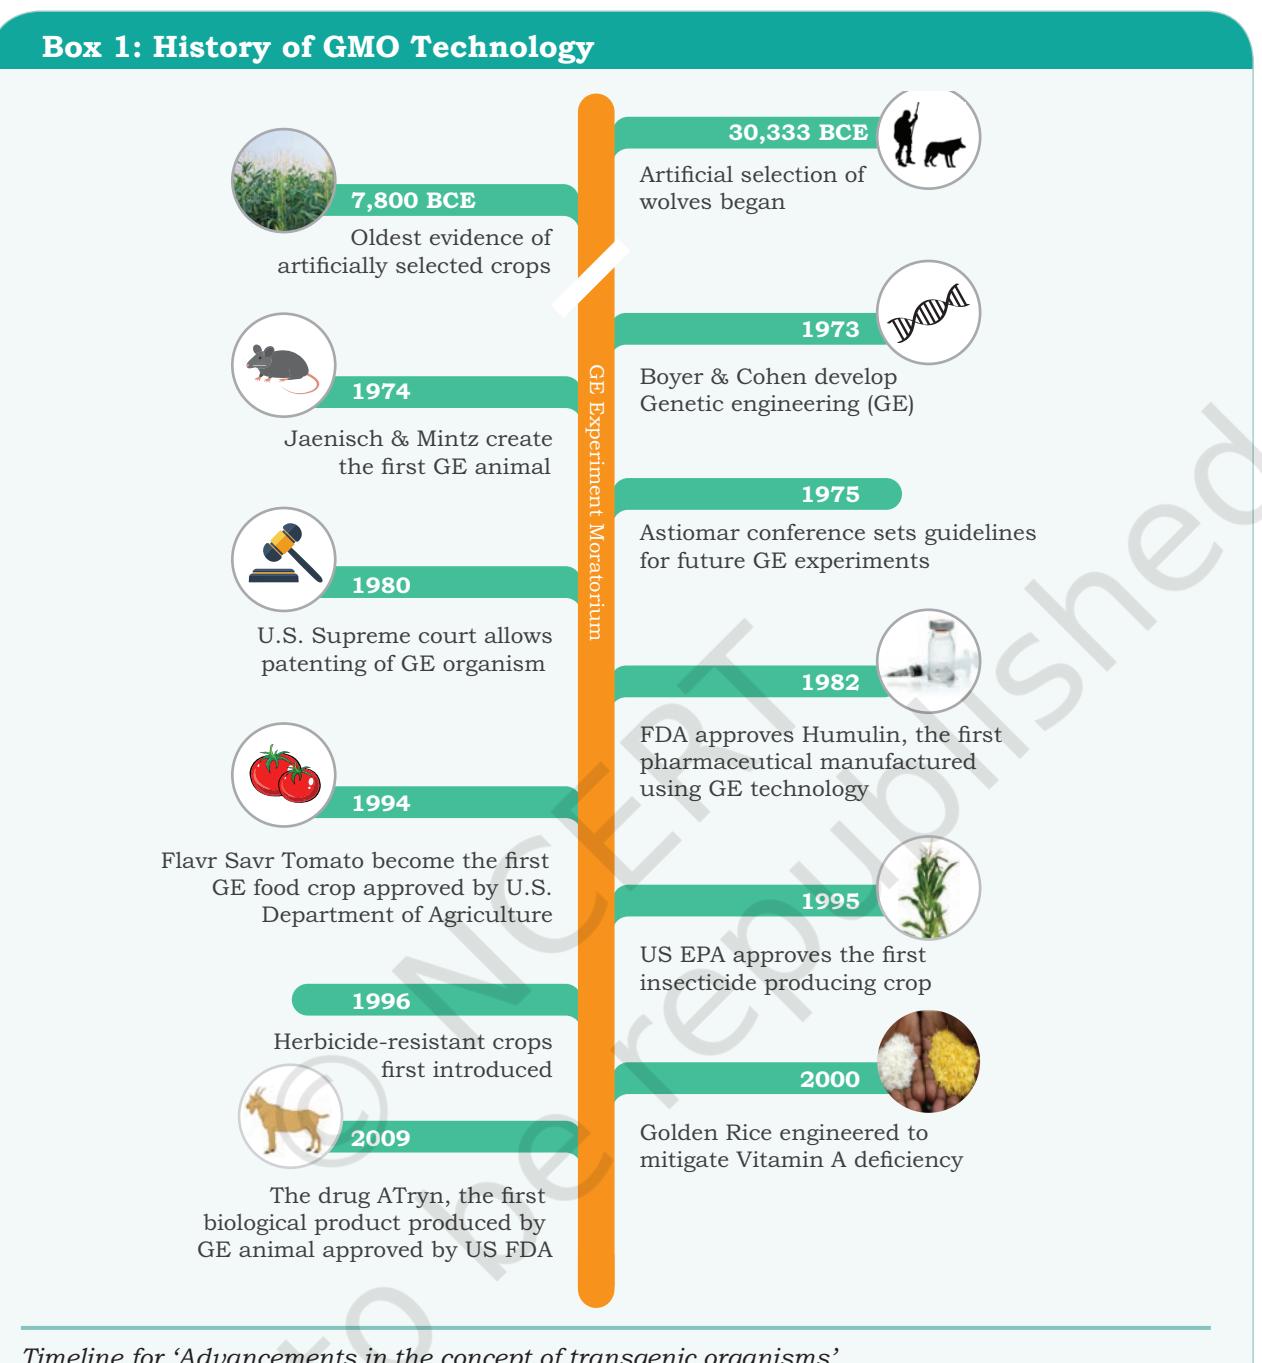 Box 1: History of GMO Technology
30,333 BCE
Artificial selection of
wolves began
7,800 BCE
Oldest evidence of
artificially selected crops
1973
Boyer & Cohen develop
Genetic engineering (GE)
GE Experiment Moratorium
1974
Jaenisch & Mintz create
the first GE animal
1975
Astiomar conference sets guidelines
for future GE experiments
1980
U.S. Supreme court allows
patenting of GE organism
1982
FDA approves Humulin, the first
pharmaceutical manufactured
using GE technology
1994
Flavr Savr Tomato become the first
GE food crop approved by U.S.
Department of Agriculture
1995
US EPA approves the first
insecticide producing crop
1996
Herbicide-resistant crops
first introduced
2000
Golden Rice engineered to
mitigate Vitamin A deficiency
2009
The drug ATryn, the first
biological product produced by
GE animal approved by US FDA
Timeline for ‘Advancements in the concept of transgenic organisms’
© NCERT
to be republished